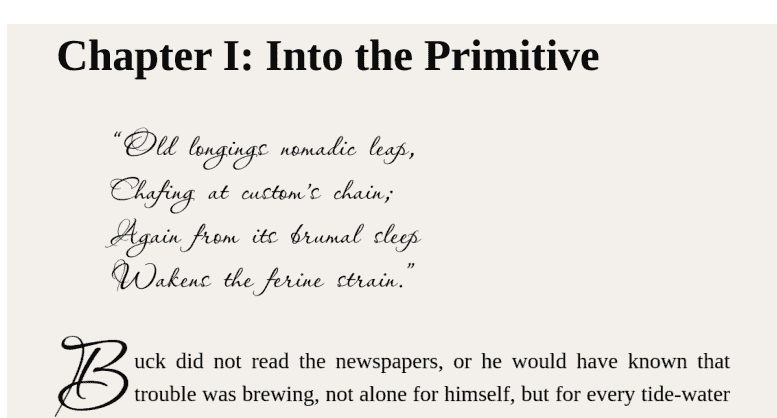 Chapter I: Into the Primitive
“Old longings nomadic leap,
Chafing at custom’s chain;
Again from its brumal sleep
Wakens the ferine strain.”
Buck did not read the newspapers, or he would have known that
trouble was brewing, not alone for himself, but for every tide-water